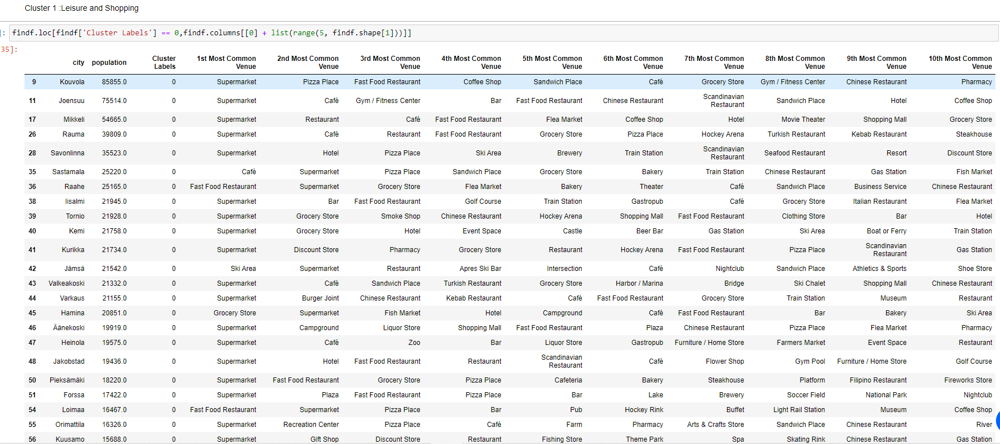 Cluster 1 :Leisure and Shopping
]: findf.loc[findf['Cluster Labels'] == 0,findf.columns[[0] + list(range(5, findf.shape[1]))]]
35]:
city population Cluster Labels 1st Most Common Venue 2nd Most Common Venue 3rd Most Common Venue 4th Most Common Venue 5th Most Common Venue 6th Most Common Venue 7th Most Common Venue 8th Most Common Venue 9th Most Common Venue 10th Most Common Venue
9 Kouvola 85855.0 0 Supermarket Pizza Place Fast Food Restaurant Coffee Shop Sandwich Place Café Grocery Store Gym / Fitness Center Chinese Restaurant Pharmacy
11 Joensuu 75514.0 0 Supermarket Café Gym / Fitness Center Bar Fast Food Restaurant Chinese Restaurant Scandinavian Restaurant Sandwich Place Hotel Coffee Shop
17 Mikkeli 54665.0 0 Supermarket Restaurant Café Fast Food Restaurant Flea Market Coffee Shop Hotel Movie Theater Shopping Mall Grocery Store
26 Rauma 39809.0 0 Supermarket Café Restaurant Fast Food Restaurant Grocery Store Pizza Place Hockey Arena Turkish Restaurant Kebab Restaurant Steakhouse
28 Savonlinna 35523.0 0 Supermarket Hotel Pizza Place Ski Area Brewery Train Station Scandinavian Restaurant Seafood Restaurant Resort Discount Store
35 Sastamala 25220.0 0 Café Supermarket Pizza Place Sandwich Place Grocery Store Bakery Train Station Chinese Restaurant Gas Station Fish Market
36 Raahe 25165.0 0 Fast Food Restaurant Supermarket Grocery Store Flea Market Bakery Theater Café Sandwich Place Business Service Chinese Restaurant
38 Iisalmi 21945.0 0 Supermarket Bar Fast Food Restaurant Golf Course Train Station Gastropub Café Grocery Store Italian Restaurant Flea Market
39 Tornio 21928.0 0 Supermarket Grocery Store Smoke Shop Chinese Restaurant Hockey Arena Shopping Mall Fast Food Restaurant Clothing Store Bar Hotel
40 Kemi 21758.0 0 Supermarket Grocery Store Hotel Event Space Castle Beer Bar Gas Station Ski Area Boat or Ferry Train Station
41 Kurikka 21734.0 0 Supermarket Discount Store Pharmacy Grocery Store Restaurant Hockey Arena Fast Food Restaurant Pizza Place Scandinavian Restaurant Gas Station
42 Jämsä 21542.0 0 Ski Area Supermarket Restaurant Apres Ski Bar Intersection Café Nightclub Sandwich Place Athletics & Sports Shoe Store
43 Valkeakoski 21332.0 0 Supermarket Café Sandwich Place Turkish Restaurant Grocery Store Harbor / Marina Bridge Ski Chalet Shopping Mall Chinese Restaurant
44 Varkaus 21155.0 0 Supermarket Burger Joint Chinese Restaurant Kebab Restaurant Café Fast Food Restaurant Grocery Store Train Station Museum Restaurant
45 Hamina 20851.0 0 Grocery Store Supermarket Fish Market Hotel Campground Café Fast Food Restaurant Bar Bakery Ski Area
46 Äänekoski 19919.0 0 Supermarket Campground Liquor Store Shopping Mall Fast Food Restaurant Plaza Chinese Restaurant Pizza Place Flea Market Pharmacy
47 Heinola 19575.0 0 Supermarket Café Zoo Bar Liquor Store Gastropub Furniture / Home Store Farmers Market Event Space Restaurant
48 Jakobstad 19436.0 0 Supermarket Hotel Fast Food Restaurant Restaurant Scandinavian Restaurant Café Flower Shop Gym Pool Furniture / Home Store Golf Course
50 Pieksämäki 18220.0 0 Supermarket Fast Food Restaurant Grocery Store Pizza Place Cafeteria Bakery Steakhouse Platform Filipino Restaurant Fireworks Store
51 Forssa 17422.0 0 Supermarket Plaza Fast Food Restaurant Pizza Place Bar Lake Brewery Soccer Field National Park Nightclub
54 Loimaa 16467.0 0 Fast Food Restaurant Supermarket Pizza Place Bar Pub Hockey Rink Buffet Light Rail Station Museum Coffee Shop
55 Orimattila 16326.0 0 Supermarket Recreation Center Pizza Place Café Farm Pharmacy Arts & Crafts Store Sandwich Place Chinese Restaurant River
56 Kuusamo 15688.0 0 Supermarket Gift Shop Discount Store Restaurant Fishing Store Theme Park Spa Skating Rink Chinese Restaurant Gas Station